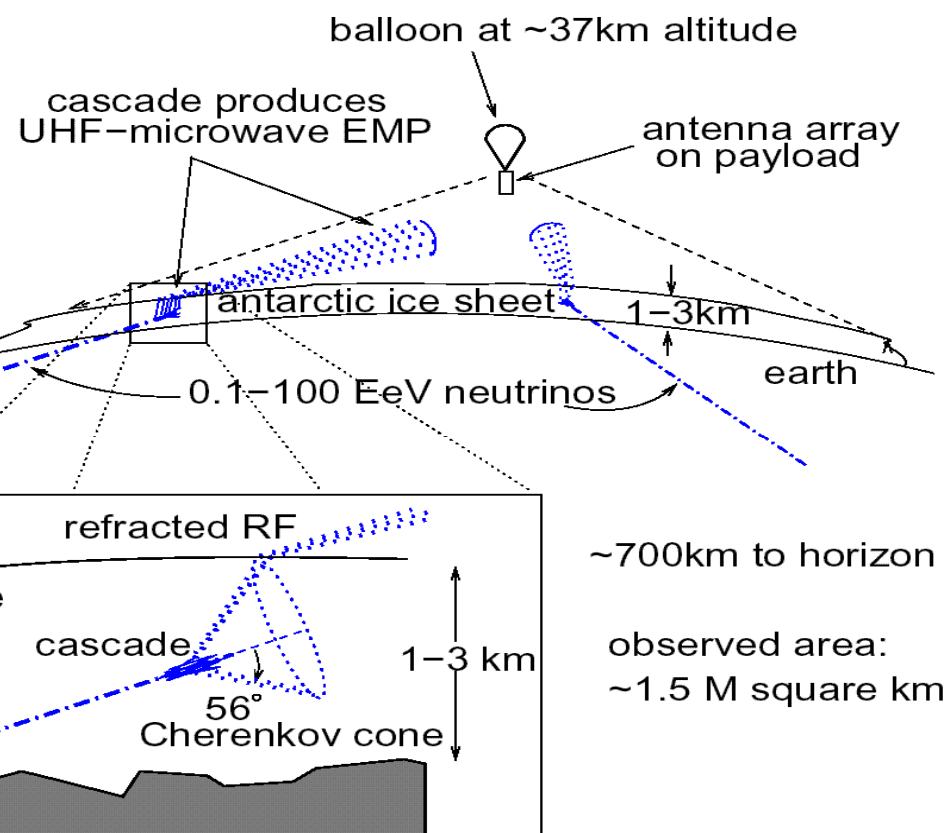 balloon at ~37km altitude
cascade produces
UHF−microwave EMP
antenna array
on payload
antarctic ice sheet
1−3km
earth
0.1−100 EeV neutrinos
refracted RF
~700km to horizon
cascade
1−3 km
observed area:
~1.5 M square km
56°
Cherenkov cone